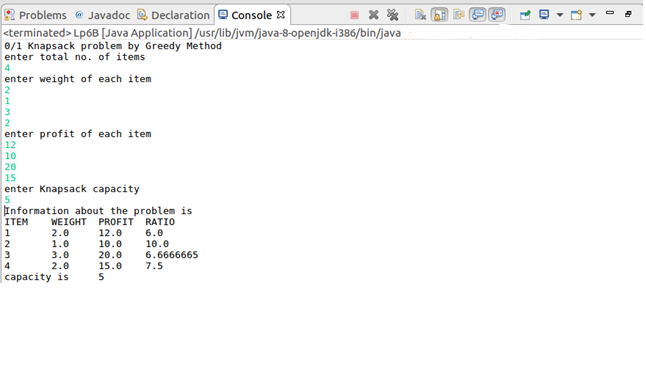 Problems @ Javadoc Declaration Console
<terminated> Lp6B [Java Application] /usr/lib/jvm/java-8-openjdk-i386/bin/java
0/1 Knapsack problem by Greedy Method
enter total no. of items
4
enter weight of each item
2
1
3
2
enter profit of each item
12
10
20
15
enter Knapsack capacity
5
Information about the problem is
ITEM WEIGHT PROFIT RATIO
1 2.0 12.0 6.0
2 1.0 10.0 10.0
3 3.0 20.0 6.6666665
4 2.0 15.0 7.5
capacity is 5